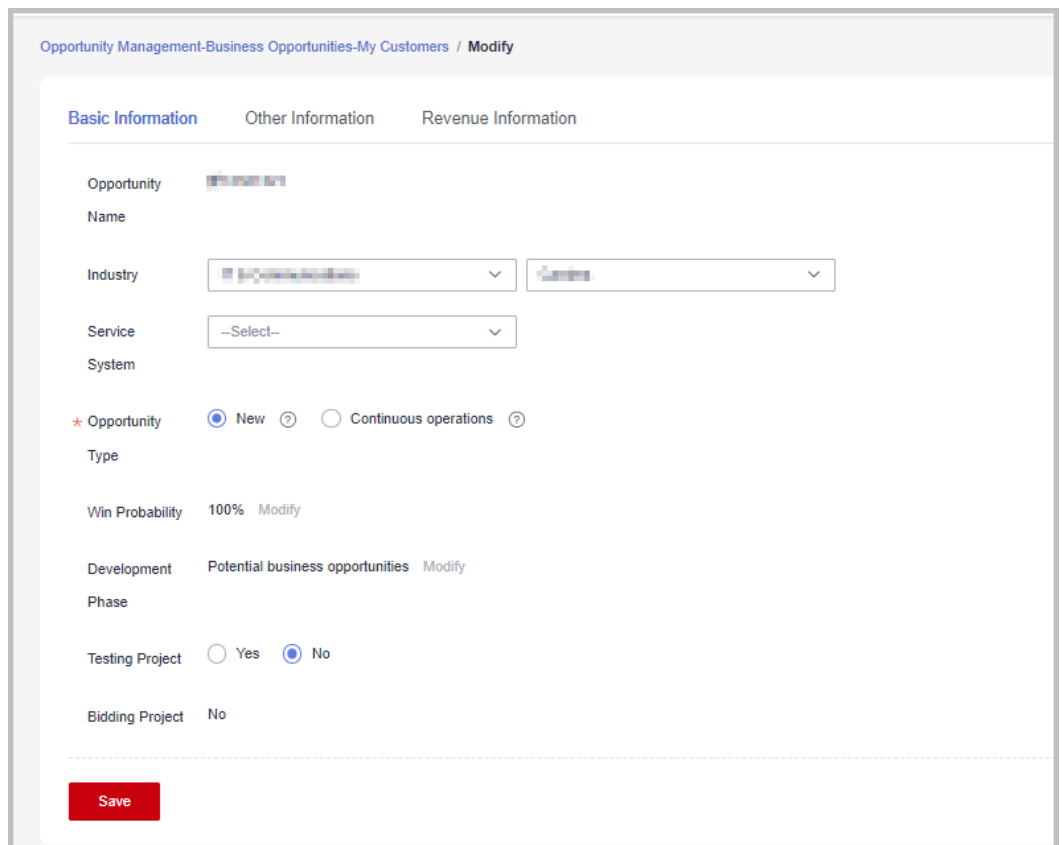 Opportunity Management-Business Opportunities-My Customers / Modify
Basic Information Other Information Revenue Information
Opportunity
Name
Industry
Service --Select--
System
* Opportunity New ? Continuous operations ?
Type
Win Probability 100% Modify
Development Potential business opportunities Modify
Phase
Testing Project Yes No
Bidding Project No
Save